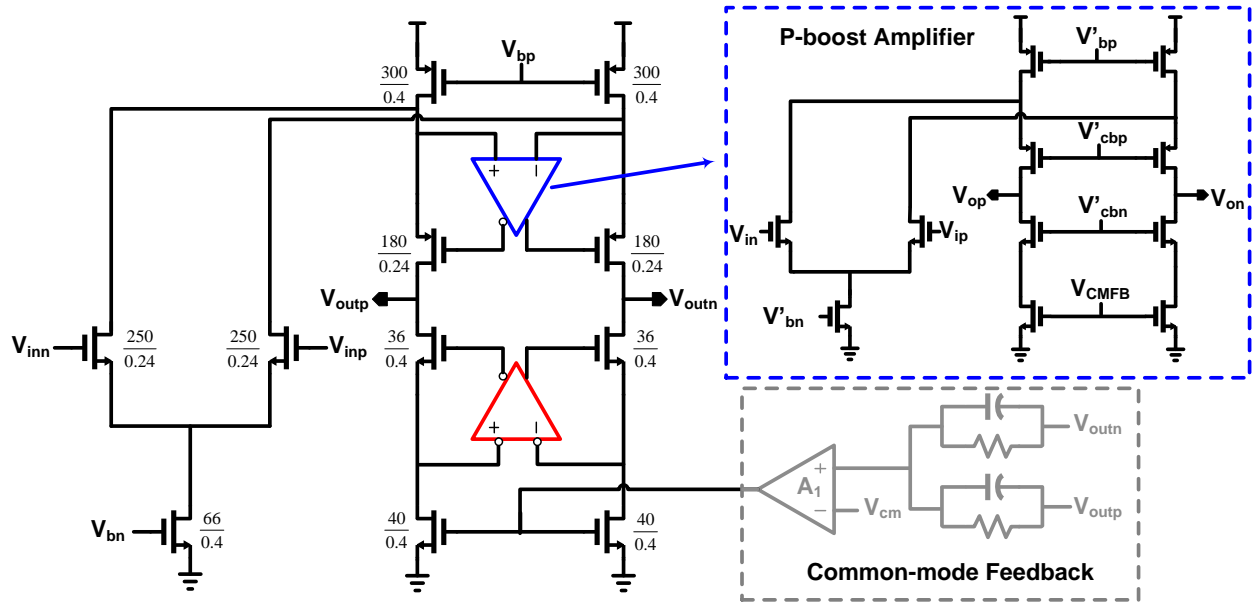 P-boost Amplifier
V'bp
Vbp
300
0.4
300
0.4
V'cbp
+ −
Vop
Von
V'cbn
Vin
Vip
180
0.24
180
0.24
Voutp
Voutn
VCMFB
V'bn
Vinn
250
0.24
250
0.24
Vinp
36
0.4
36
0.4
+ −
Voutn
+
A1
Vcm
−
Voutp
Vbn
66
0.4
40
0.4
40
0.4
Common-mode Feedback